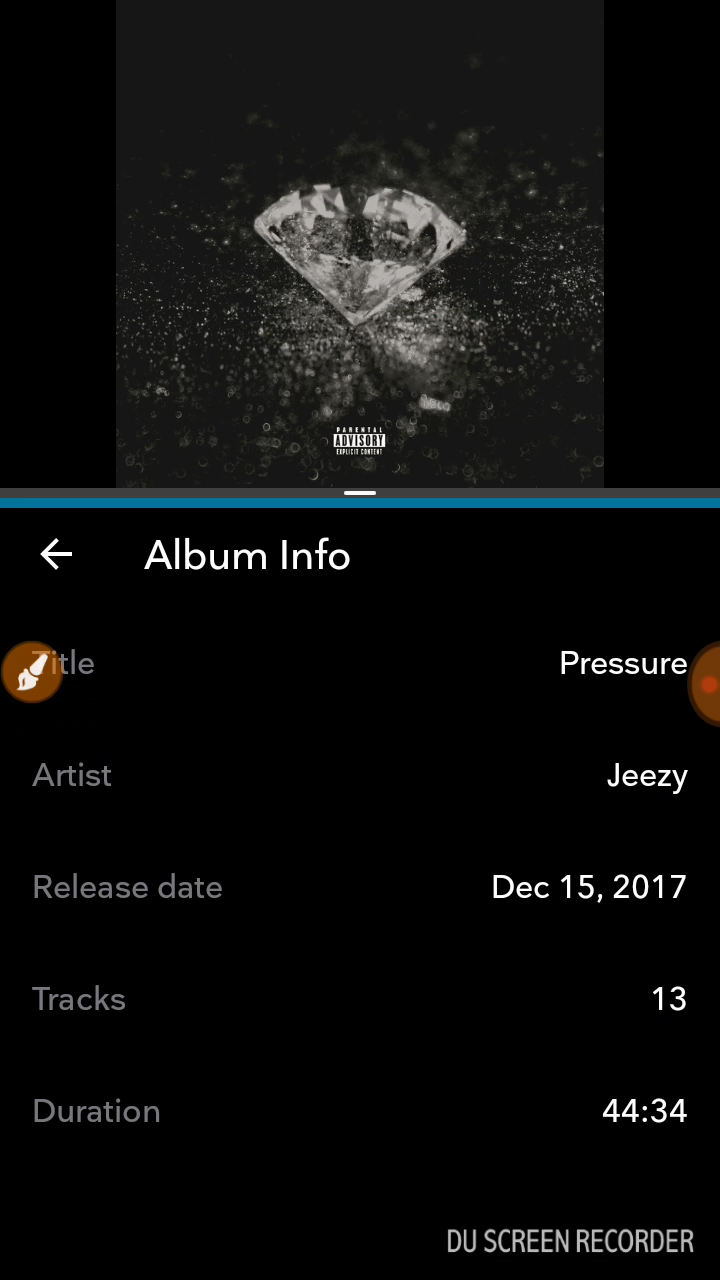 PARENTAL
ADVISORY
EXPLICIT CONTENT
Album Info
Title Pressure
Artist Jeezy
Release date Dec 15, 2017
Tracks 13
Duration 44:34
DU SCREEN RECORDER